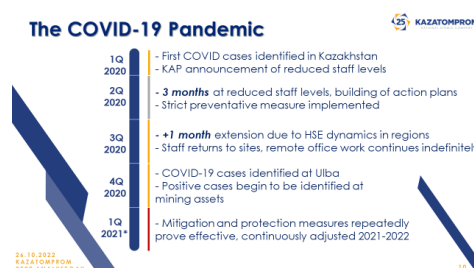 The COVID-19 Pandemic
25
KAZATOMPROM
1Q
2020
- First COVID cases identified in Kazakhstan
- KAP announcement of reduced staff levels
2Q
2020
- 3 months at reduced staff levels, building of action plans
- Strict preventative measure implemented
3Q
2020
- +1 month extension due to HSE dynamics in regions
- Staff returns to sites, remote office work continues indefinitely
4Q
2020
- COVID-19 cases identified at Ulba
- Positive cases begin to be identified at
mining assets
1Q
2021*
- Mitigation and protection measures repeatedly
prove effective, continuously adjusted 2021-2022
26.10.2022
KAZATOMPROM